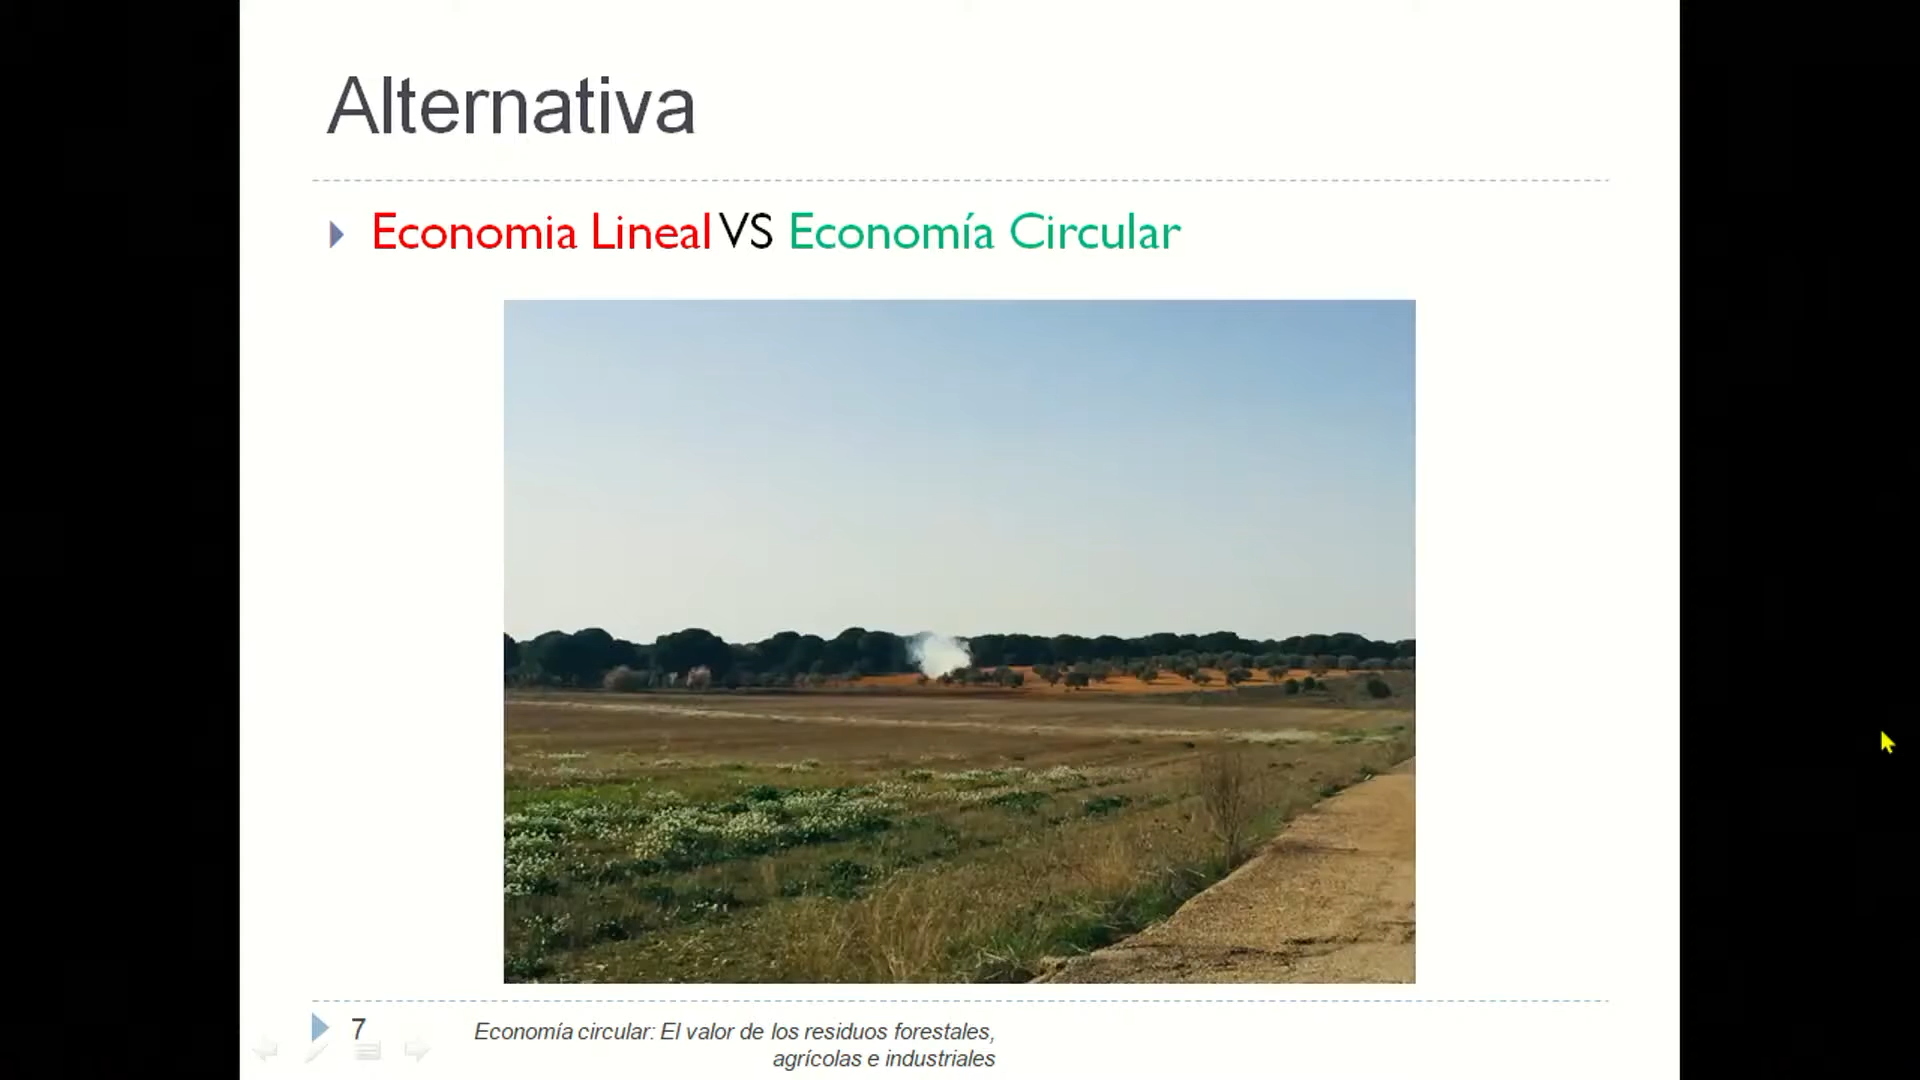 Alternativa
Economia Lineal VS Economía Circular
7
Economía circular: El valor de los residuos forestales,
agrícolas e industriales